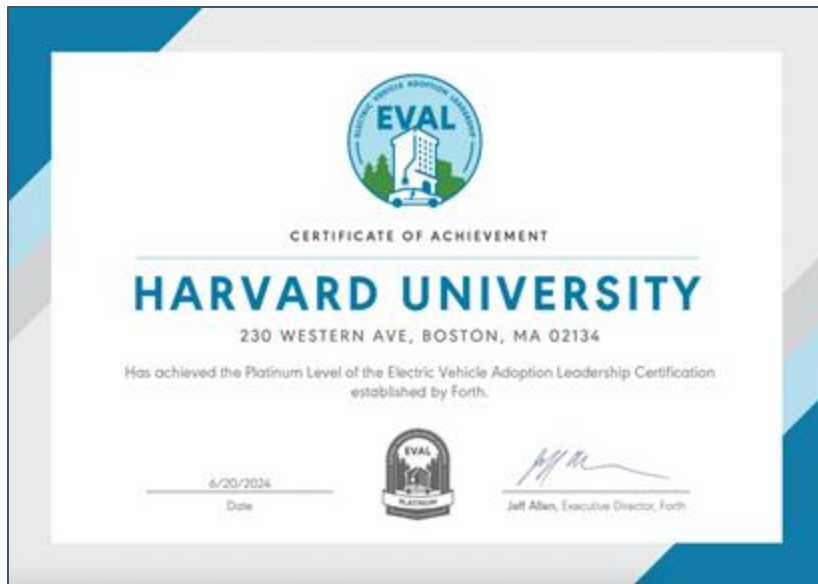 ELECTRIC VEHICLE ADOPTION LEADERSHIP
EVAL
CERTIFICATE OF ACHIEVEMENT
HARVARD UNIVERSITY
230 WESTERN AVE, BOSTON, MA 02134
Has achieved the Platinum Level of the Electric Vehicle Adoption Leadership Certification
established by Forth.
6/20/2024
Date
EVAL
PLATINUM
Jeff Allen, Executive Director, Forth